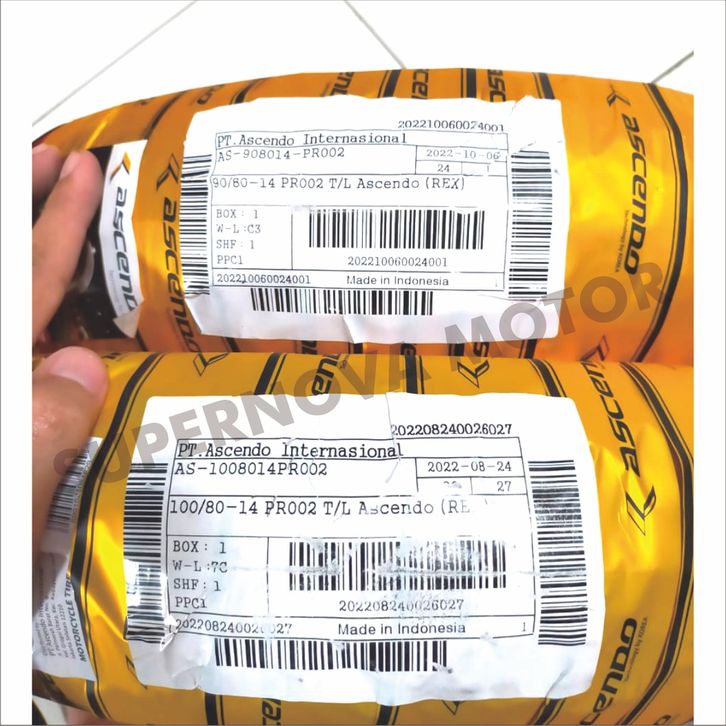 202210060024001
PT.Ascendo Internasional
AS-908014-PR002
2022-10-06
24 1
90/80-14 PR002 T/L Ascendo (REX)
BOX: 1
W-L:C3
SHF: 1
PPC1
202210060024001
202210060024001
Made in Indonesia
ascendo
ascendo
ascendo
SUPERNOVA MOTOR
202208240026027
PT.Ascendo Internasional
AS-1008014PR002
2022-08-24
27
100/80-14 PR002 T/L Ascendo (RE
BOX: 1
W-L:7C
SHF: 1
PPC1
202208240026027
Made in Indonesia
1
MOTORCYCLE TIRE